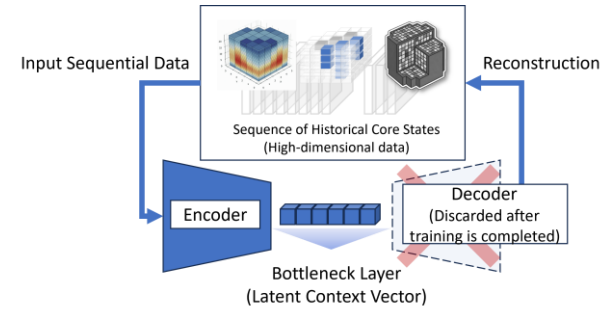 Input Sequential Data
Reconstruction
Sequence of Historical Core States
(High-dimensional data)
Encoder
Decoder
(Discarded after
training is completed)
Bottleneck Layer
(Latent Context Vector)